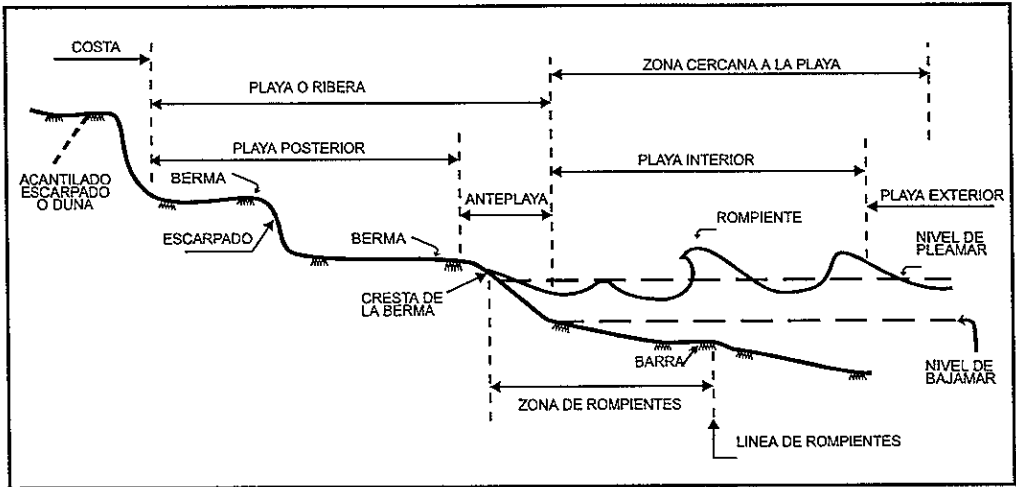 COSTA
ZONA CERCANA A LA PLAYA
PLAYA O RIBERA
PLAYA POSTERIOR
PLAYA INTERIOR
ACANTILADO
ESCARPADO
O DUNA
BERMA
ANTEPLAYA
PLAYA EXTERIOR
ESCARPADO
BERMA
ROMPIENTE
NIVEL DE
PLEAMAR
CRESTA DE
LA BERMA
BARRA
NIVEL DE
BAJAMAR
ZONA DE ROMPIENTES
LINEA DE ROMPIENTES